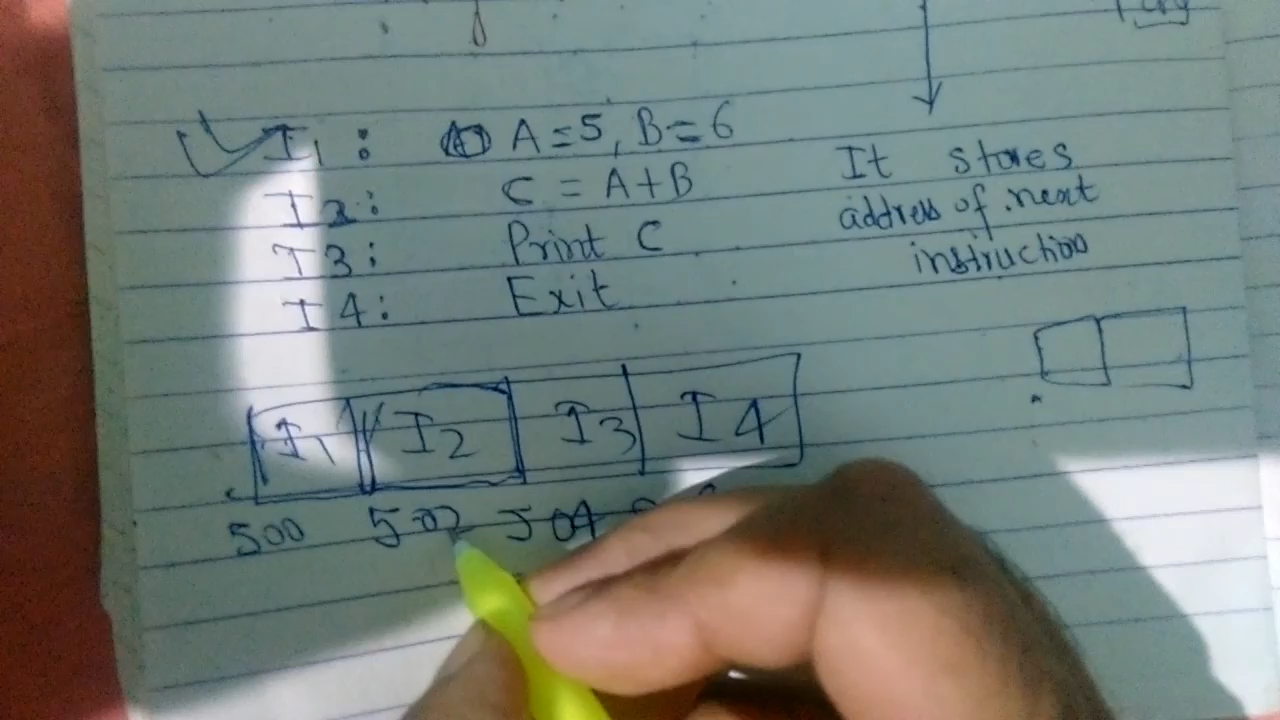 I1: A=5, B=6
I2: C = A+B
I3: Print C
I4: Exit
It stores
address of next
instruction
I1 I2 I3 I4
500 502 504